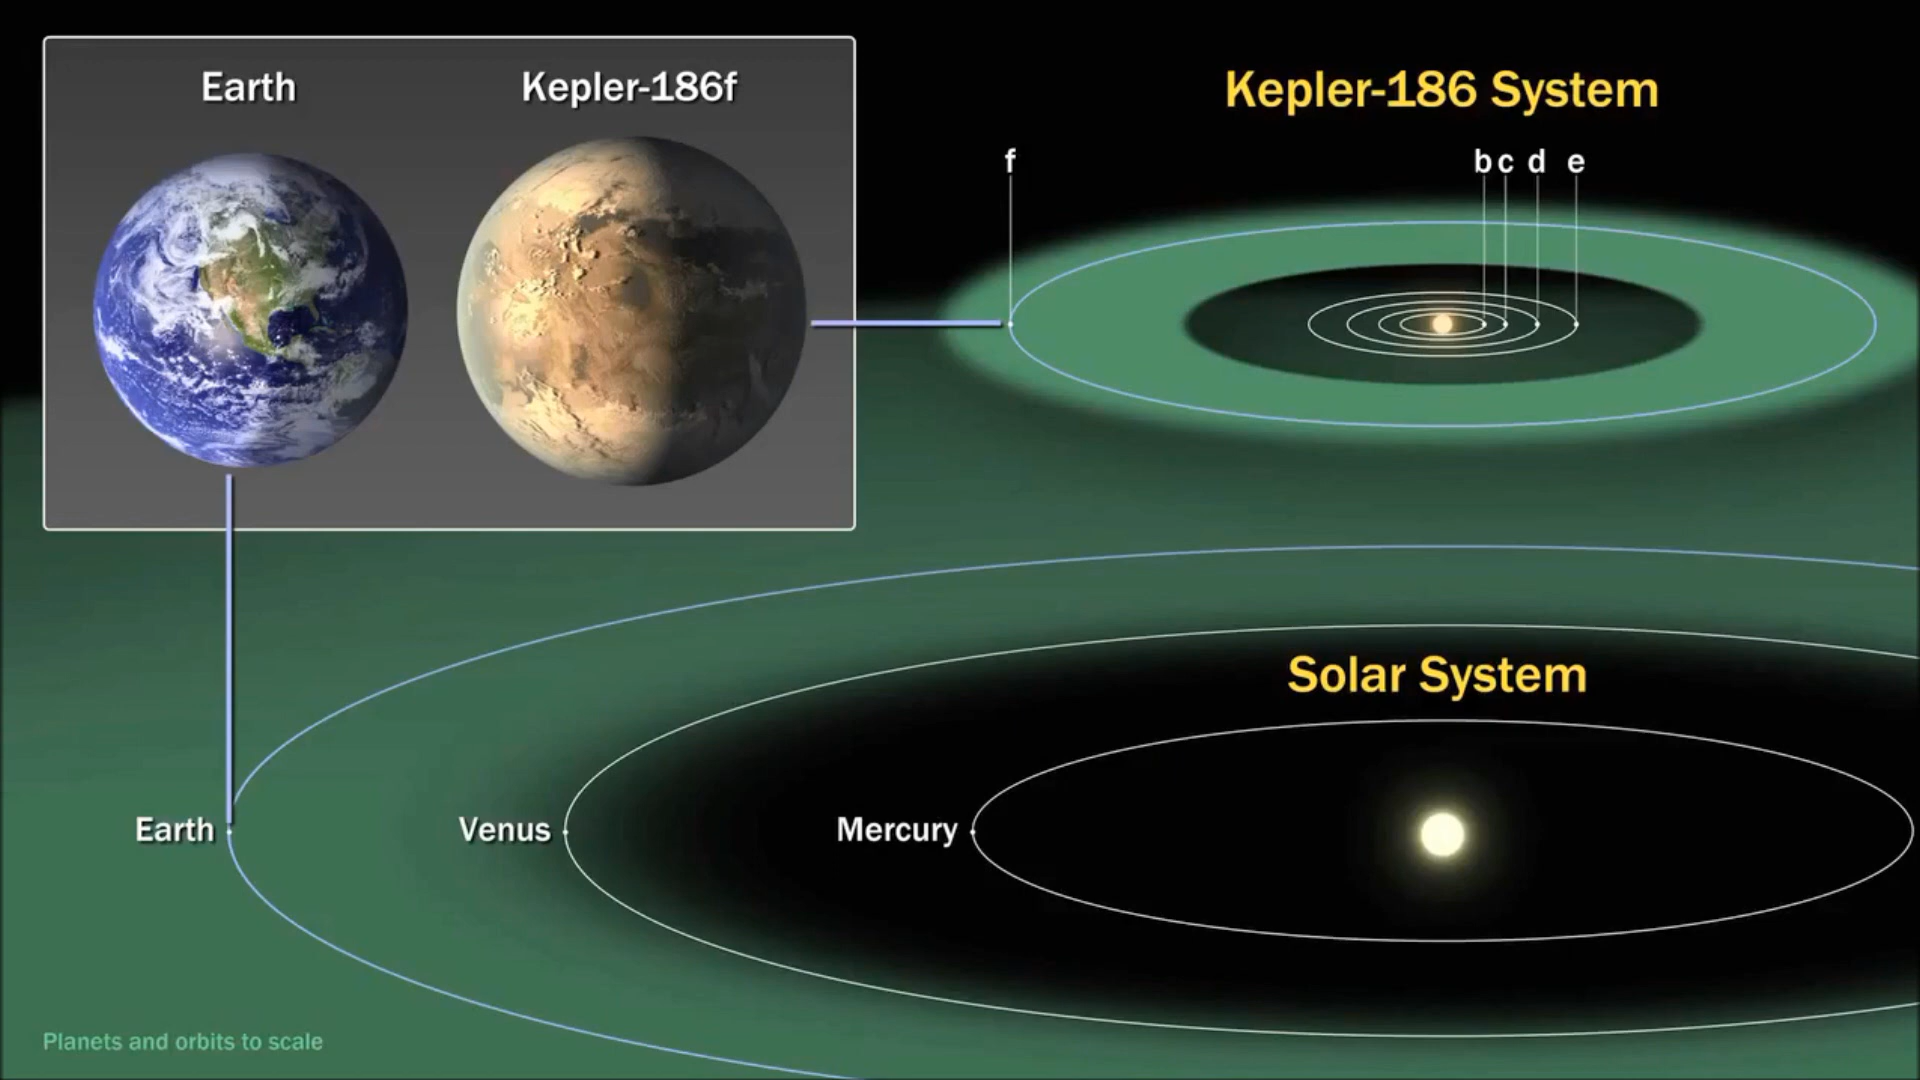 Earth
Kepler-186f
Kepler-186 System
f
b c d e
Solar System
Earth
Venus
Mercury
Planets and orbits to scale